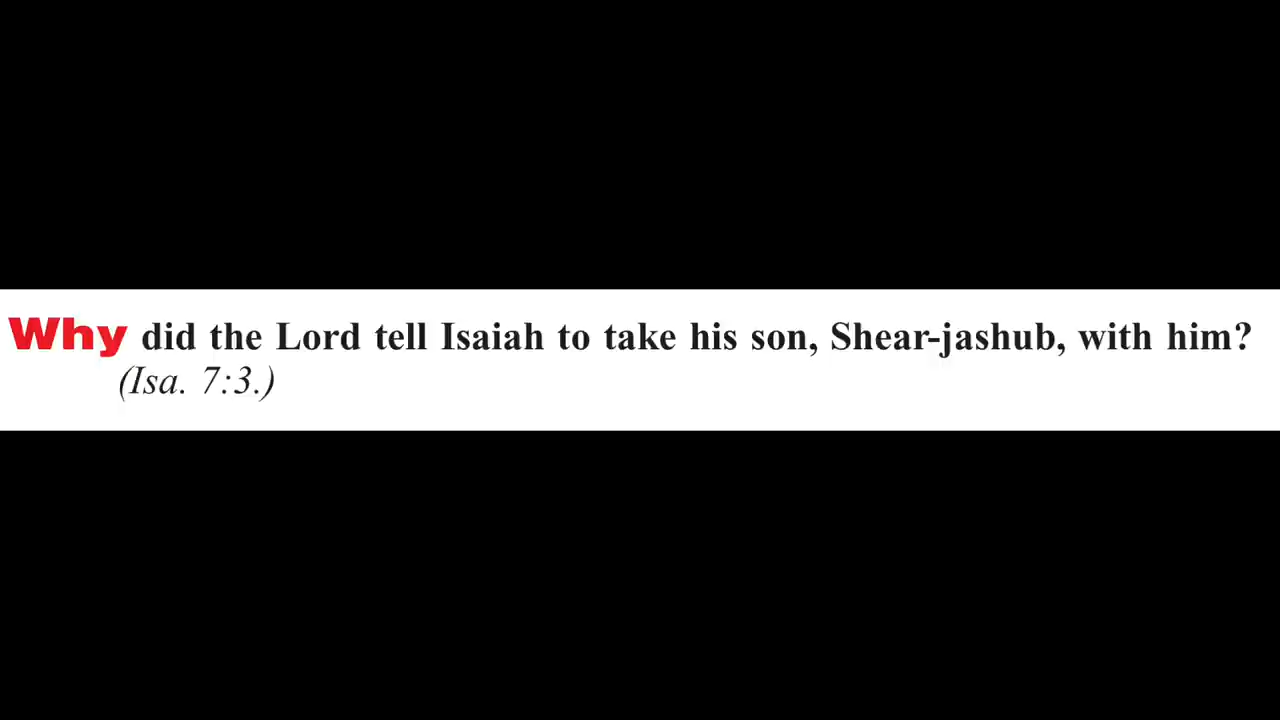 Why did the Lord tell Isaiah to take his son, Shear-jashub, with him?
(Isa. 7:3.)